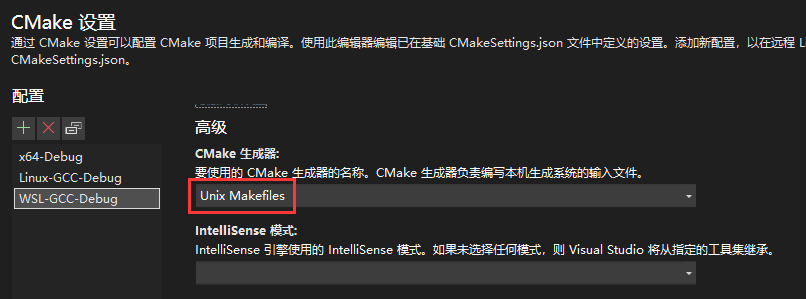 CMake 设置
通过 CMake 设置可以配置 CMake 项目生成和编译。使用此编辑器编辑已在基础 CMakeSettings.json 文件中定义的设置。添加新配置，以在远程 Li
CMakeSettings.json。
配置
高级
x64-Debug
Linux-GCC-Debug
WSL-GCC-Debug
CMake 生成器:
要使用的 CMake 生成器的名称。CMake 生成器负责编写本机生成系统的输入文件。
Unix Makefiles
IntelliSense 模式:
IntelliSense 引擎使用的 IntelliSense 模式。如果未选择任何模式，则 Visual Studio 将从指定的工具集继承。